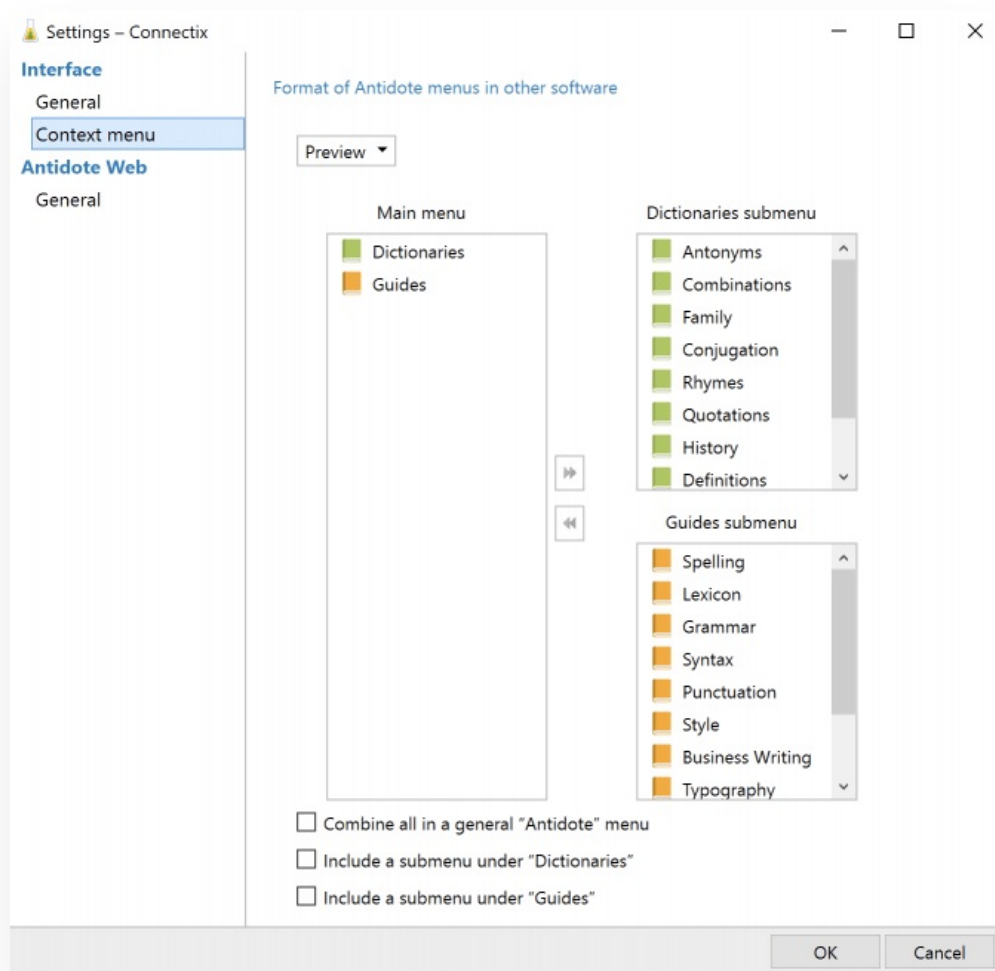 Settings – Connectix
Interface
General
Context menu
Antidote Web
General
Format of Antidote menus in other software
Preview
Main menu
Dictionaries
Guides
Dictionaries submenu
Antonyms
Combinations
Family
Conjugation
Rhymes
Quotations
History
Definitions
Guides submenu
Spelling
Lexicon
Grammar
Syntax
Punctuation
Style
Business Writing
Typography
Combine all in a general “Antidote” menu
Include a submenu under “Dictionaries”
Include a submenu under “Guides”
OK
Cancel